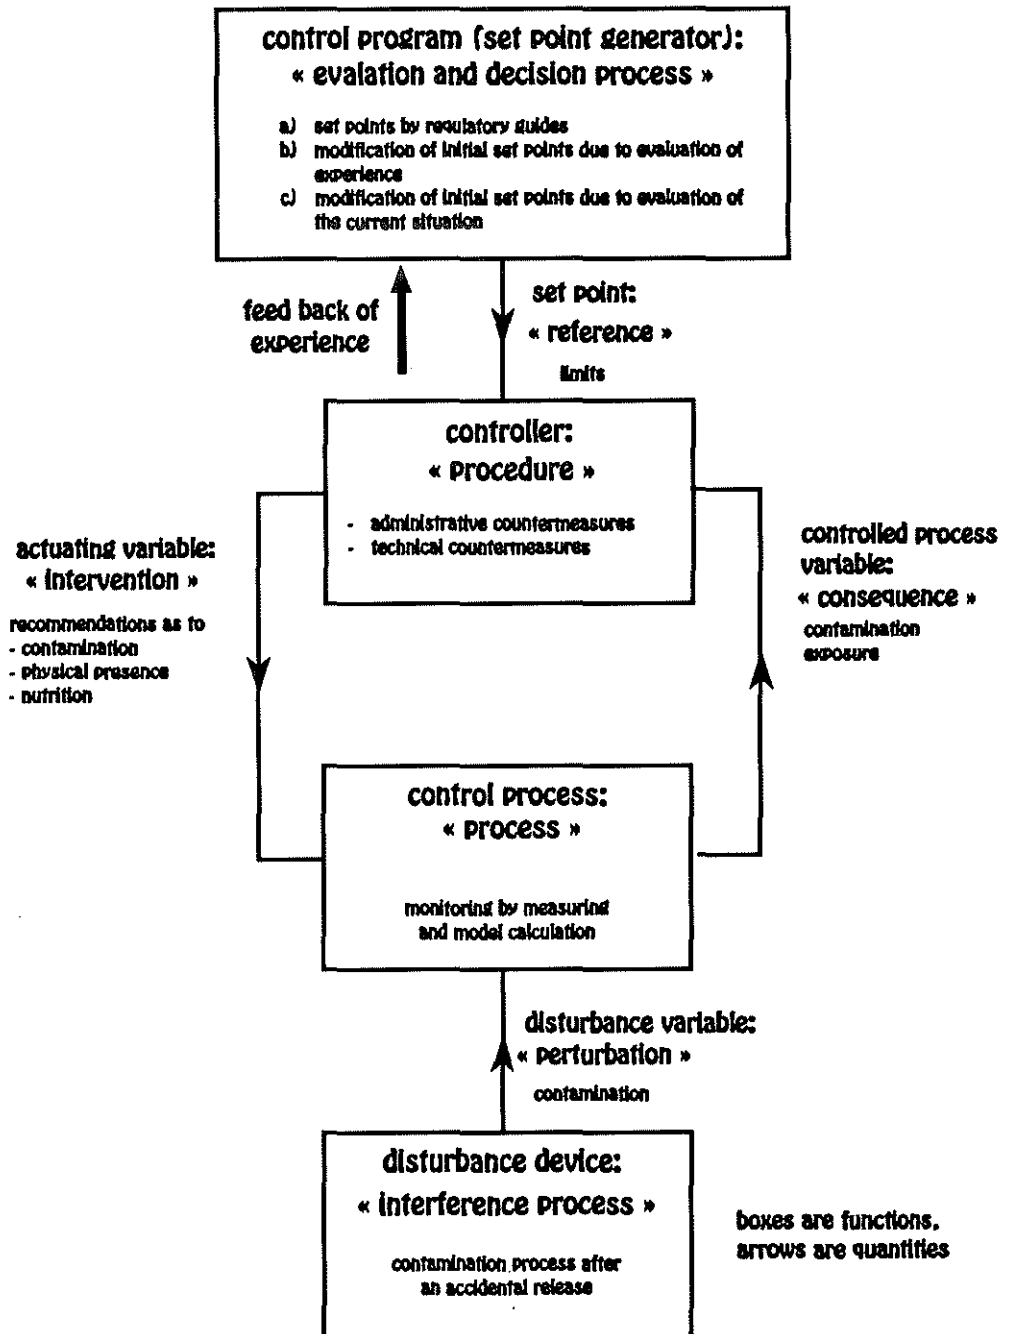 control program (set point generator):
« evalation and decision process »
a) set points by regulatory guides
b) modification of initial set points due to evaluation of
experience
c) modification of initial set points due to evaluation of
the current situation
feed back of
experience
set point:
« reference »
limits
controller:
« procedure »
- administrative countermeasures
- technical countermeasures
actuating variable:
« intervention »
recommendations as to
- contamination
- physical presence
- nutrition
controlled process
variable:
« consequence »
contamination
exposure
control process:
« process »
monitoring by measuring
and model calculation
disturbance variable:
« perturbation »
contamination
disturbance device:
« interference process »
contamination process after
an accidental release
boxes are functions,
arrows are quantities